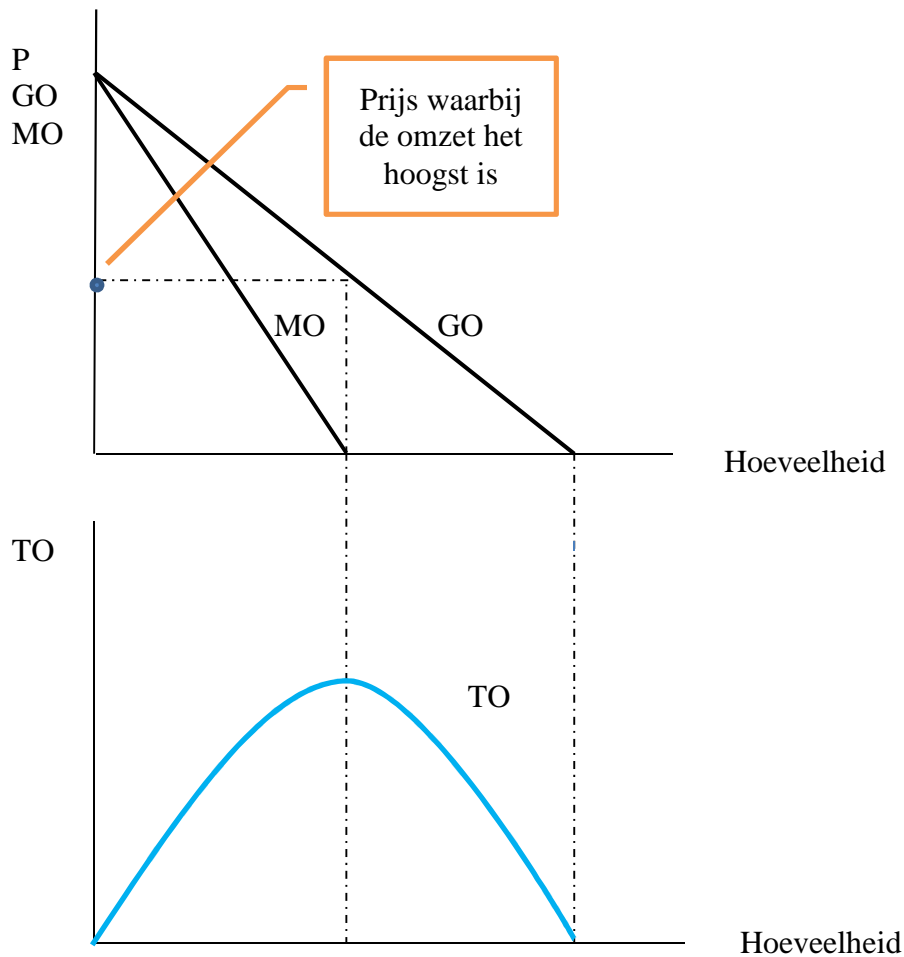 P
GO
MO
Prijs waarbij
de omzet het
hoogst is
MO
GO
Hoeveelheid
TO
TO
Hoeveelheid